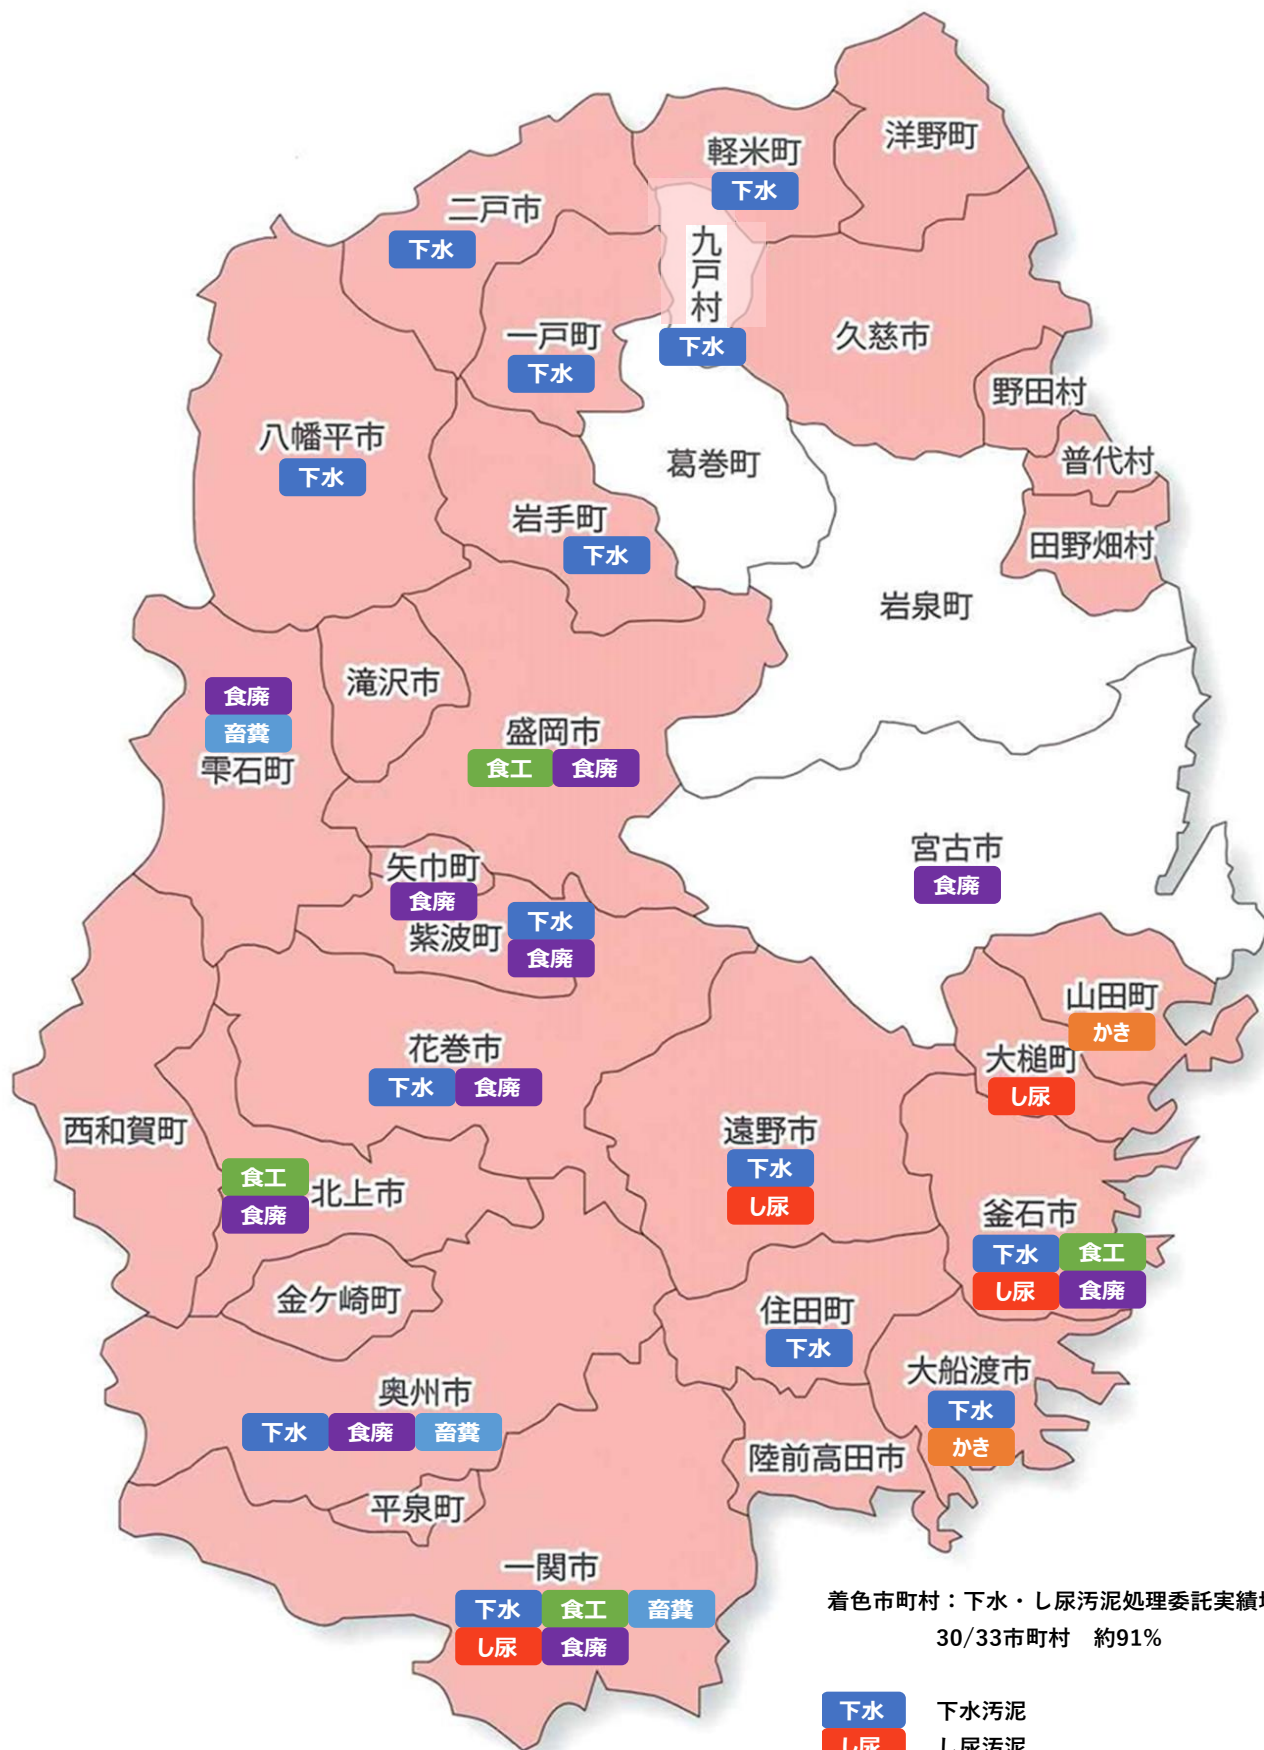 洋野町
軽米町
下水
二戸市
下水
九戸村
下水
一戸町
下水
久慈市
野田村
八幡平市
下水
葛巻町
普代村
岩手町
下水
田野畑村
岩泉町
滝沢市
食廃
畜糞
雫石町
盛岡市
食工 食廃
宮古市
食廃
矢巾町
食廃
紫波町
下水
食廃
山田町
かき
花巻市
下水 食廃
大槌町
し尿
西和賀町
遠野市
下水
し尿
食工
食廃
北上市
釜石市
下水 食工
し尿 食廃
金ケ崎町
住田町
下水
大船渡市
下水
かき
奥州市
下水 食廃 畜糞
陸前高田市
平泉町
一関市
下水 食工 畜糞
し尿 食廃
着色市町村：下水・し尿汚泥処理委託実績
30/33市町村 約91%
下水 下水汚泥
し尿 し尿汚泥